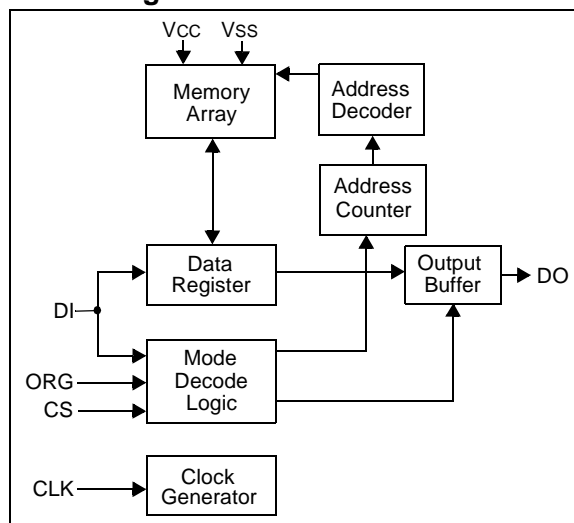 VCC
VSS
Memory
Array
Address
Decoder
Address
Counter
Data
Register
Output
Buffer
DO
DI
Mode
Decode
Logic
ORG
CS
CLK
Clock
Generator